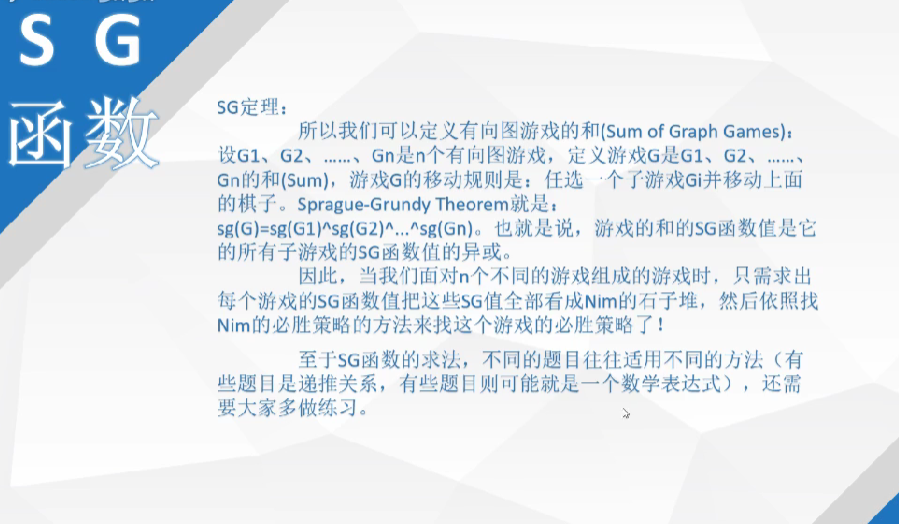 S G
函数
SG定理：
所以我们可以定义有向图游戏的和(Sum of Graph Games)：
设G1、G2、……、Gn是n个有向图游戏，定义游戏G是G1、G2、……、
Gn的和(Sum)，游戏G的移动规则是：任选一个了游戏Gi并移动上面
的棋子。Sprague-Grundy Theorem就是：
sg(G)=sg(G1)^sg(G2)^...^sg(Gn)。也就是说，游戏的和的SG函数值是它
的所有子游戏的SG函数值的异或。
因此，当我们面对n个不同的游戏组成的游戏时，只需求出
每个游戏的SG函数值把这些SG值全部看成Nim的石子堆，然后依照找
Nim的必胜策略的方法来找这个游戏的必胜策略了！
至于SG函数的求法，不同的题目往往适用不同的方法（有
些题目是递推关系，有些题目则可能就是一个数学表达式），还需
要大家多做练习。